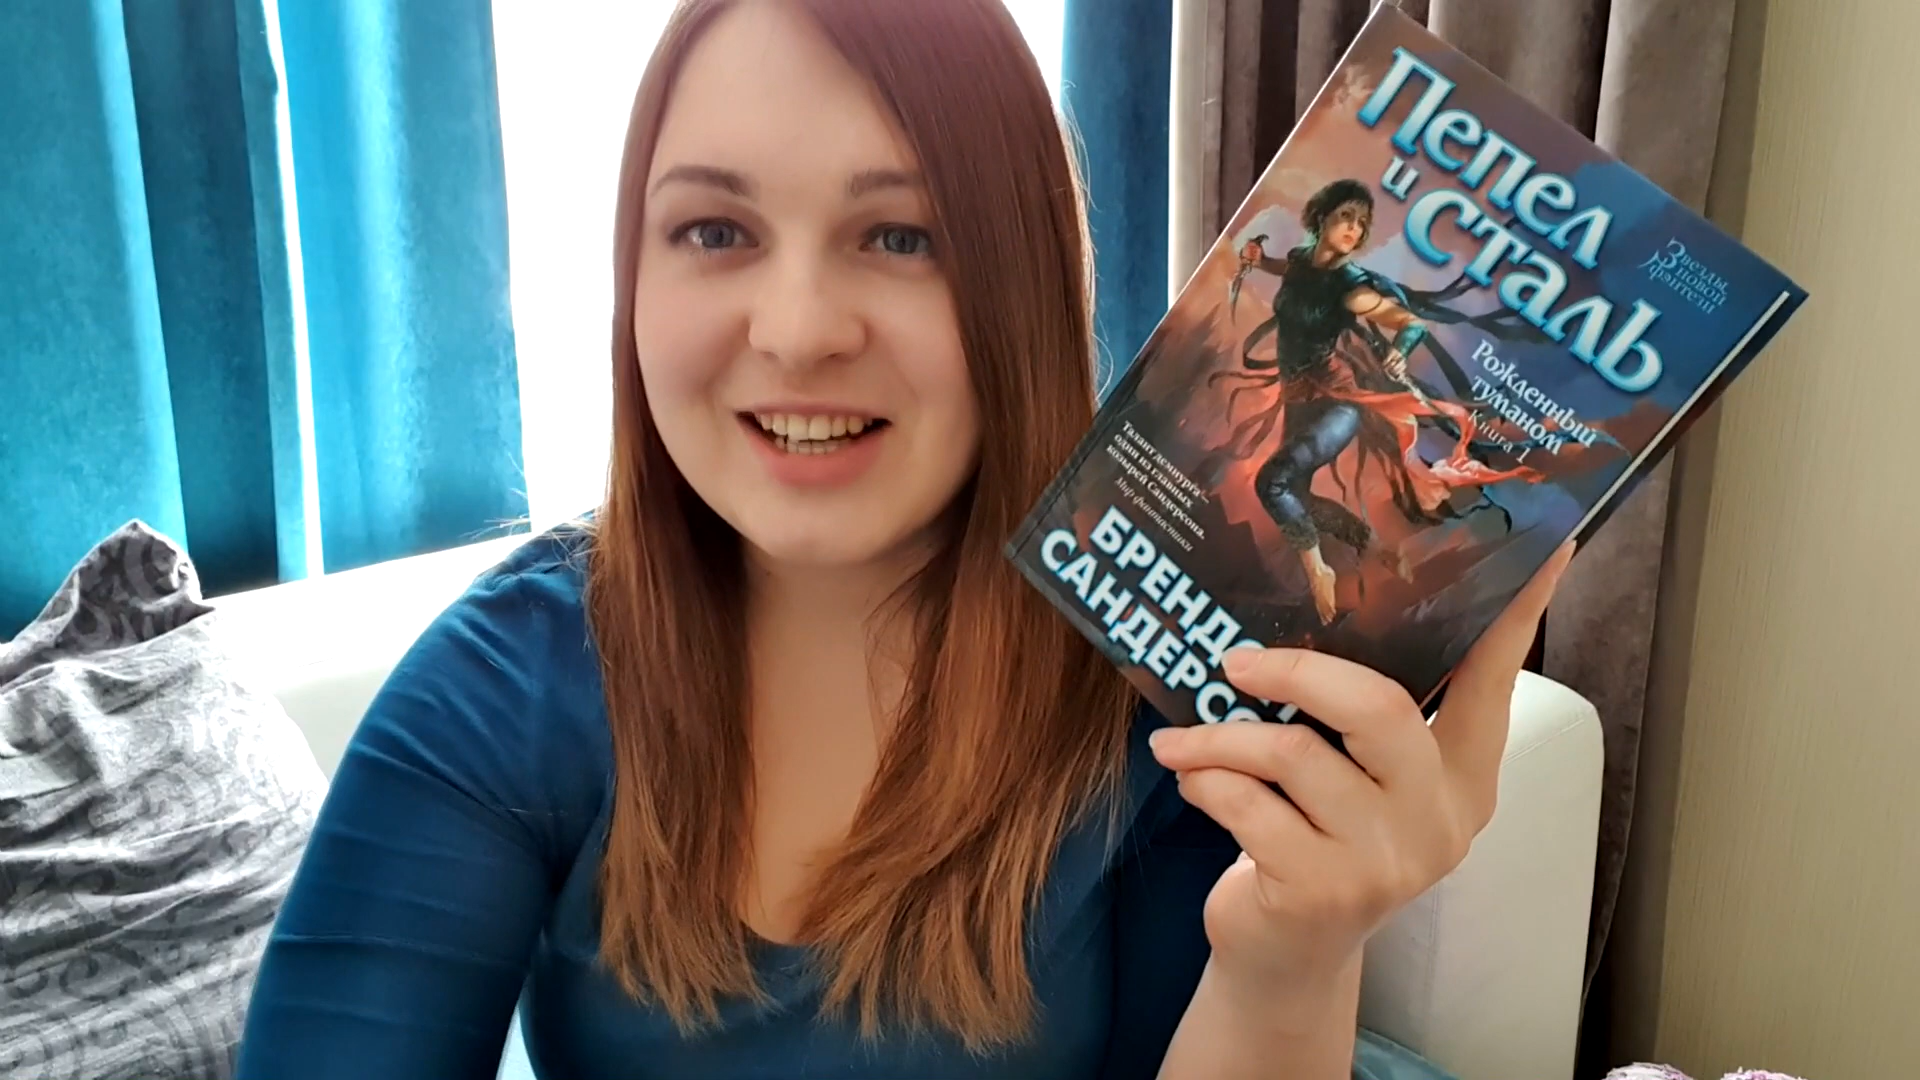 Пепел
и
Сталь
Звезды
новой
фэнтези
Рожденный
туманом
Книга 1
Талант демиурга —
один из главных
козырей Сандерсона.
Мир фантастики
БРЕНДО
САНДЕРСО